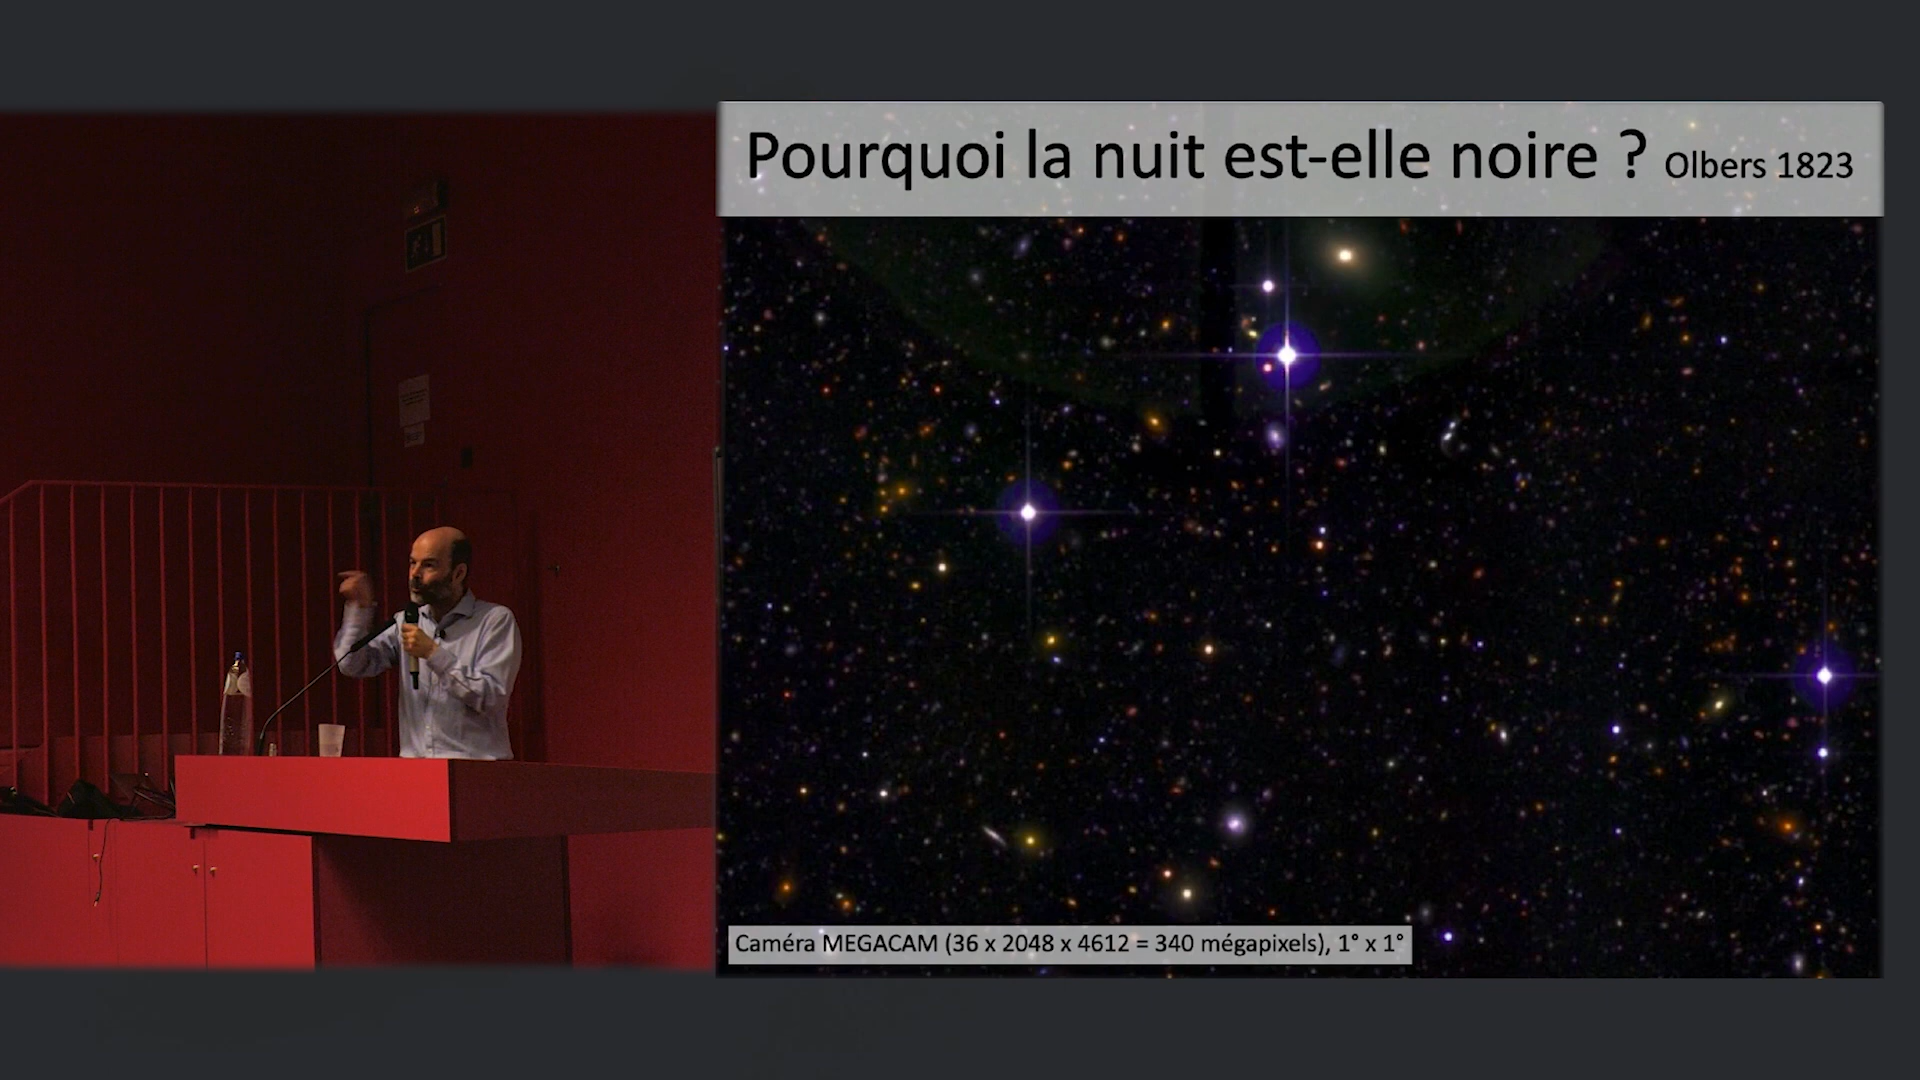 Pourquoi la nuit est-elle noire ? Olbers 1823
Caméra MEGACAM (36 x 2048 x 4612 = 340 mégapixels), 1° x 1°